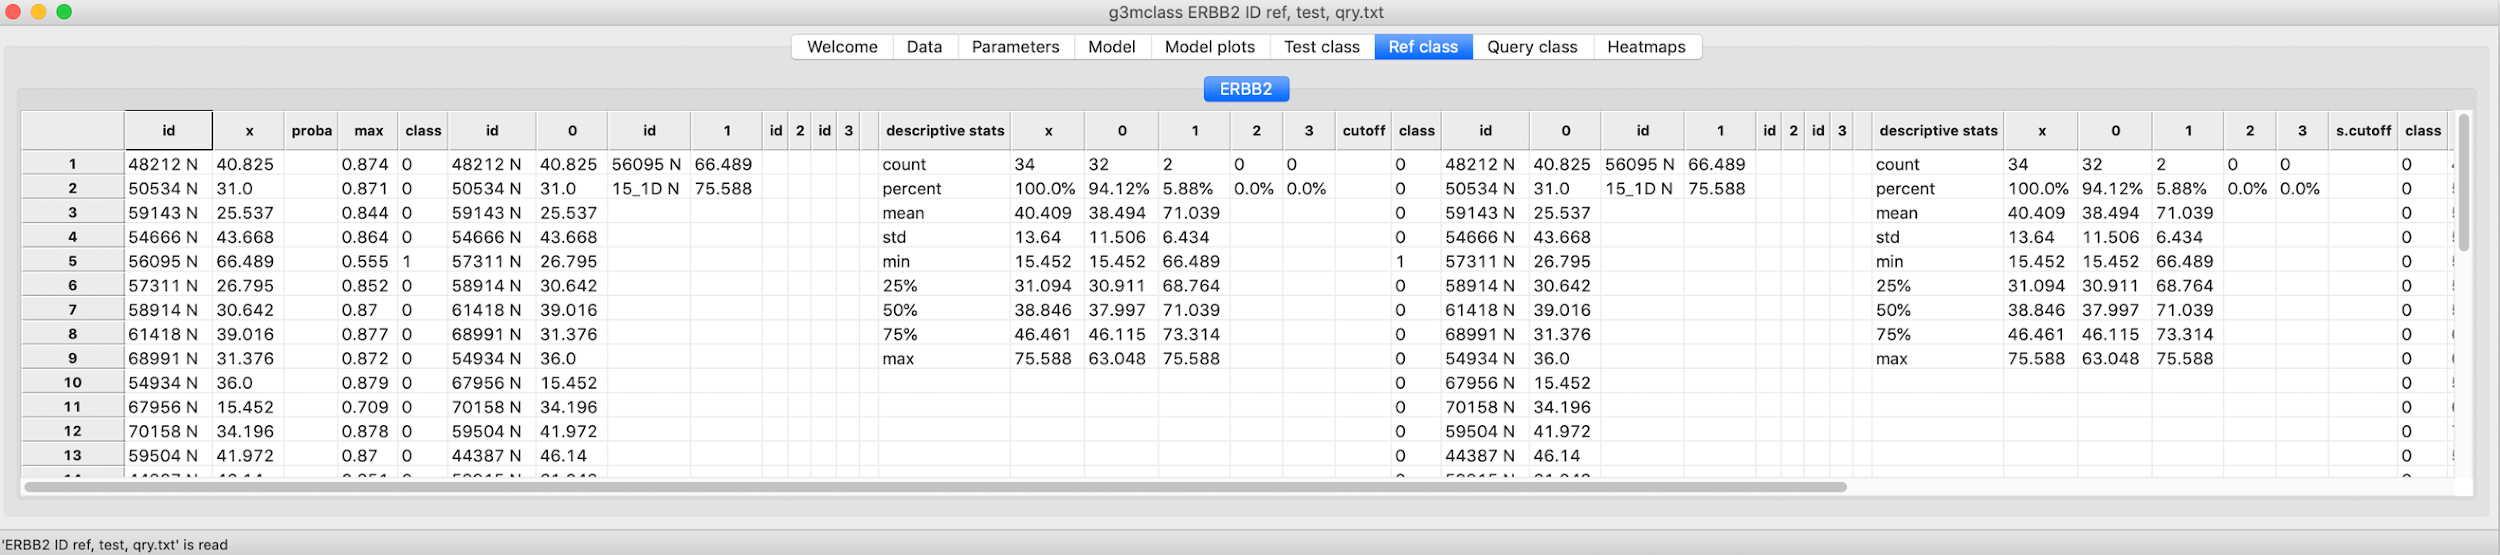 g3mclass ERBB2 ID ref, test, qry.txt
Welcome Data Parameters Model Model plots Test class Ref class Query class Heatmaps
ERBB2
id x proba max class id 0 id 1 id 2 id 3 descriptive stats x 0 1 2 3 cutoff class id 0 id 1 id 2 id 3 descriptive stats x 0 1 2 3 s.cutoff class
1 48212 N 40.825 0.874 0 48212 N 40.825 56095 N 66.489 count 34 32 2 0 0 0 48212 N 40.825 56095 N 66.489 count 34 32 2 0 0 0
2 50534 N 31.0 0.871 0 50534 N 31.0 15_1D N 75.588 percent 100.0% 94.12% 5.88% 0.0% 0.0% 0 50534 N 31.0 15_1D N 75.588 percent 100.0% 94.12% 5.88% 0.0% 0.0% 0
3 59143 N 25.537 0.844 0 59143 N 25.537 mean 40.409 38.494 71.039 0 59143 N 25.537 mean 40.409 38.494 71.039 0
4 54666 N 43.668 0.864 0 54666 N 43.668 std 13.64 11.506 6.434 0 54666 N 43.668 std 13.64 11.506 6.434 0
5 56095 N 66.489 0.555 1 57311 N 26.795 min 15.452 15.452 66.489 1 57311 N 26.795 min 15.452 15.452 66.489 0
6 57311 N 26.795 0.852 0 58914 N 30.642 25% 31.094 30.911 68.764 0 58914 N 30.642 25% 31.094 30.911 68.764 0
7 58914 N 30.642 0.87 0 61418 N 39.016 50% 38.846 37.997 71.039 0 61418 N 39.016 50% 38.846 37.997 71.039 0
8 61418 N 39.016 0.877 0 68991 N 31.376 75% 46.461 46.115 73.314 0 68991 N 31.376 75% 46.461 46.115 73.314 0
9 68991 N 31.376 0.872 0 54934 N 36.0 max 75.588 63.048 75.588 0 54934 N 36.0 max 75.588 63.048 75.588 0
10 54934 N 36.0 0.879 0 67956 N 15.452 0 67956 N 15.452 0
11 67956 N 15.452 0.709 0 70158 N 34.196 0 70158 N 34.196 0
12 70158 N 34.196 0.878 0 59504 N 41.972 0 59504 N 41.972 0
13 59504 N 41.972 0.87 0 44387 N 46.14 0 44387 N 46.14 0
'ERBB2 ID ref, test, qry.txt' is read